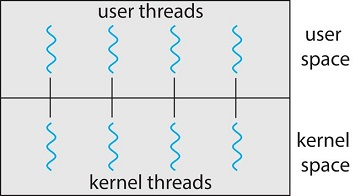 user threads
user
space
kernel
space
kernel threads